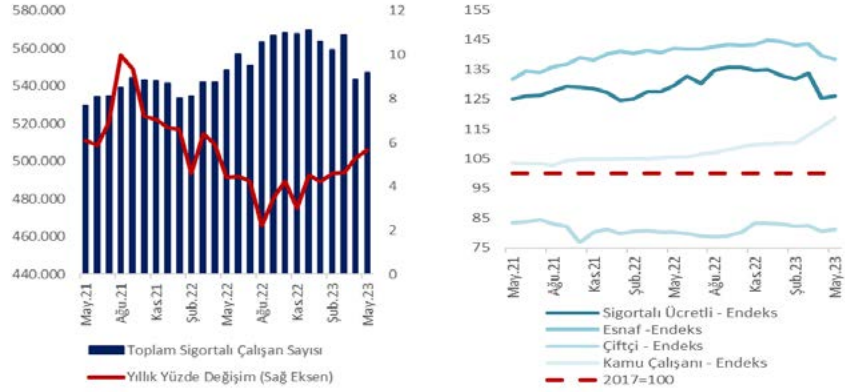 580.000
560.000
540.000
520.000
500.000
480.000
460.000
440.000
12
10
8
6
4
2
0
May.21
Ağu.21
Kas.21
Şub.22
May.22
Ağu.22
Kas.22
Şub.23
May.23
Toplam Sigortalı Çalışan Sayısı
Yıllık Yüzde Değişim (Sağ Eksen)
155
145
135
125
115
105
95
85
75
May.21
Ağu.21
Kas.21
Şub.22
May.22
Ağu.22
Kas.22
Şub.23
May.23
Sigortalı Ücretli - Endeks
Esnaf -Endeks
Çiftçi - Endeks
Kamu Çalışanı - Endeks
2017=100